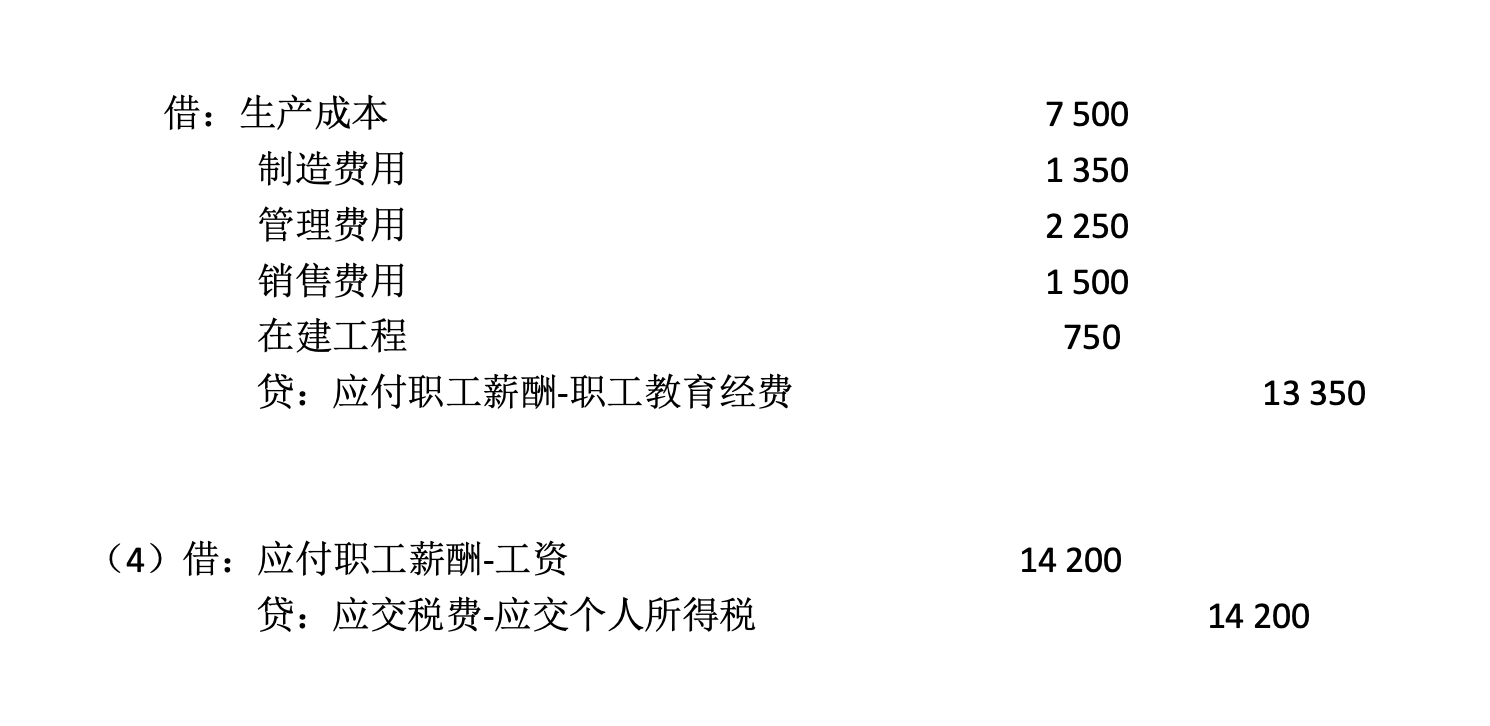 借：生产成本 7 500
制造费用 1 350
管理费用 2 250
销售费用 1 500
在建工程 750
贷：应付职工薪酬-职工教育经费 13 350
（4）借：应付职工薪酬-工资 14 200
贷：应交税费-应交个人所得税 14 200